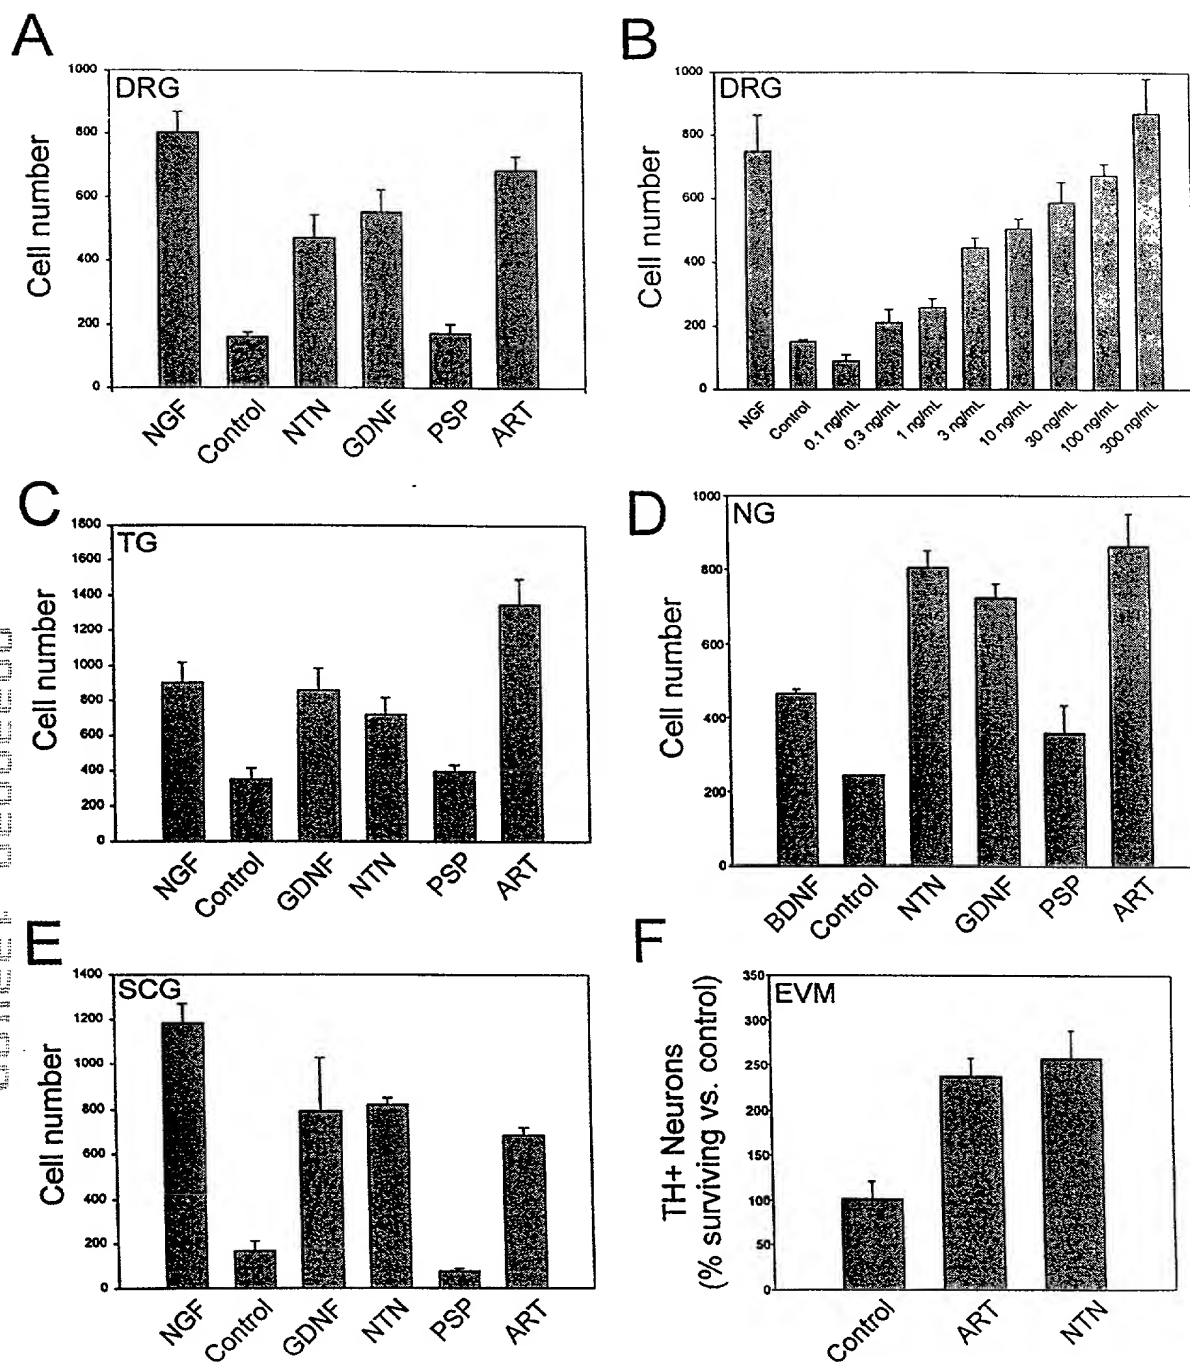 A
DRG
Cell number
1000
800
600
400
200
0
NGF
Control
NTN
GDNF
PSP
ART
B
DRG
Cell number
1000
800
600
400
200
0
NGF
Control
0.1 ng/mL
0.3 ng/mL
1 ng/mL
3 ng/mL
10 ng/mL
30 ng/mL
100 ng/mL
300 ng/mL
C
TG
Cell number
1800
1600
1400
1200
1000
800
600
400
200
0
NGF
Control
GDNF
NTN
PSP
ART
D
NG
Cell number
1000
800
600
400
200
0
BDNF
Control
NTN
GDNF
PSP
ART
E
SCG
Cell number
1400
1200
1000
800
600
400
200
0
NGF
Control
GDNF
NTN
PSP
ART
F
EVM
TH+ Neurons
(% surviving vs. control)
350
300
250
200
150
100
50
0
Control
ART
NTN